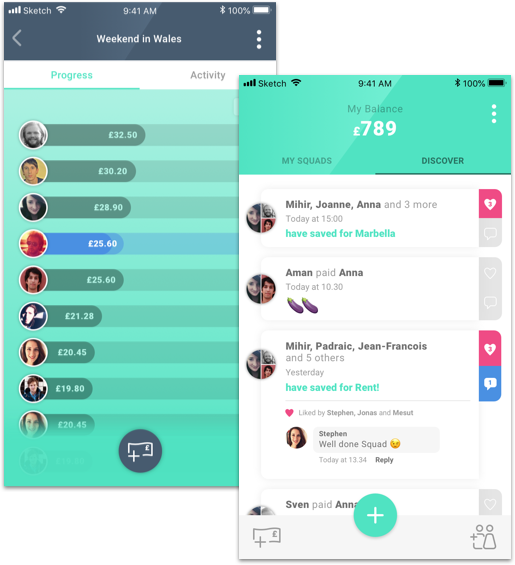 Sketch 9:41 AM 100%
Weekend in Wales
Progress Activity
£32.50
£30.20
£28.90
£25.60
£25.60
£21.28
£20.45
£19.80
£20.45
Sketch 9:41 AM 100%
My Balance
£789
MY SQUADS DISCOVER
Mihir, Joanne, Anna and 3 more
Today at 15:00
have saved for Marbella
Aman paid Anna
Today at 10.30
Mihir, Padraic, Jean-Francois
and 5 others
Yesterday
have saved for Rent!
Liked by Stephen, Jonas and Mesut
Stephen
Well done Squad 😉
Today at 13.34 Reply
Sven paid Anna